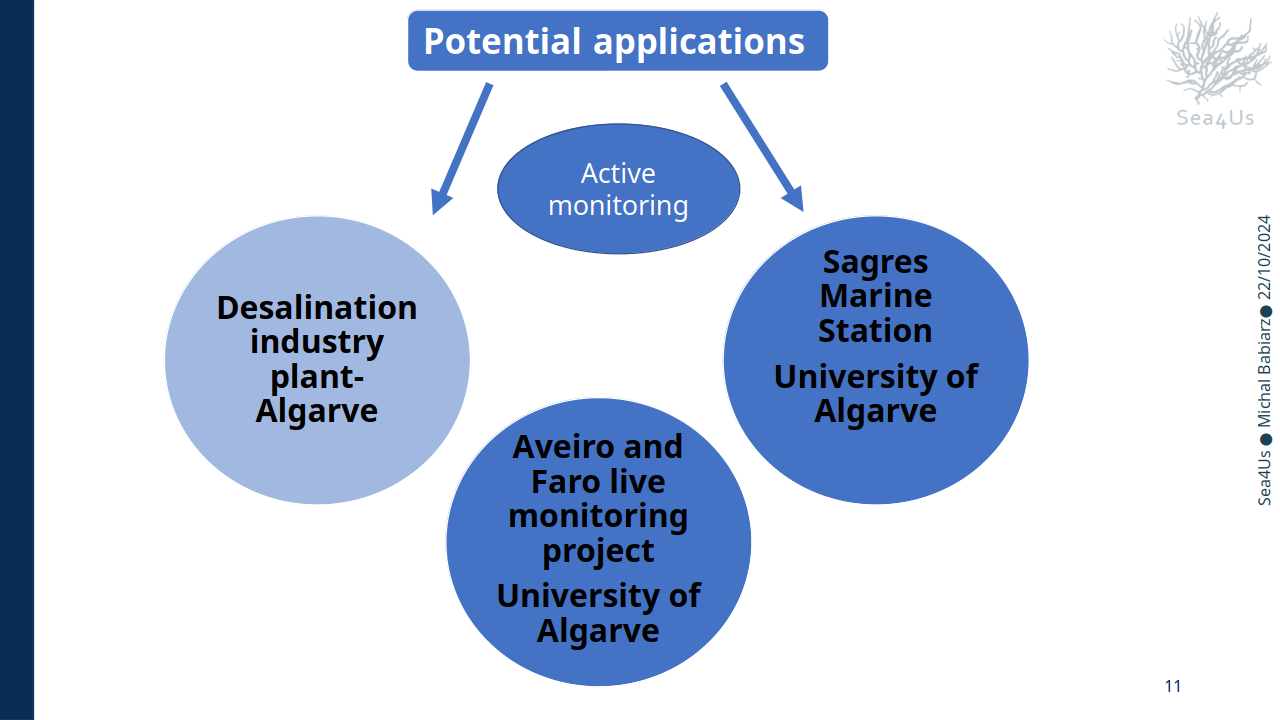 Potential applications
Sea4Us
Active
monitoring
Desalination
industry
plant-
Algarve
Sagres
Marine
Station
University of
Algarve
Aveiro and
Faro live
monitoring
project
University of
Algarve
Sea4Us ● Michal Babiarz● 22/10/2024
11